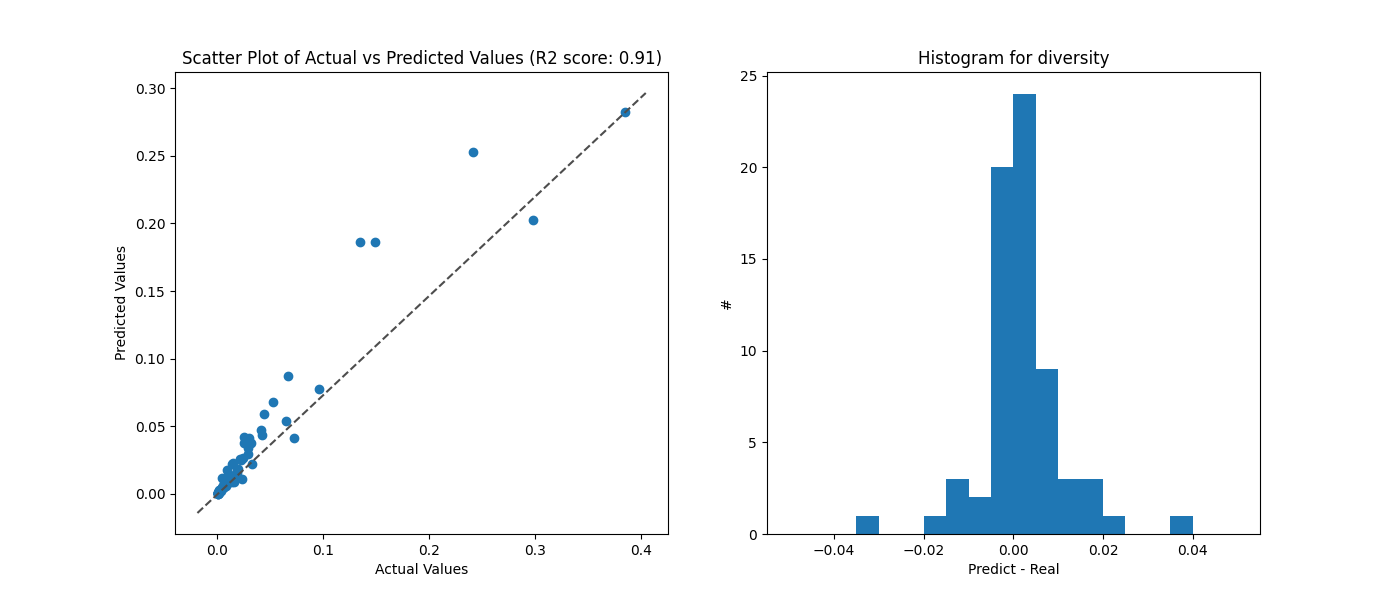 Scatter Plot of Actual vs Predicted Values (R2 score: 0.91)
0.30
0.25
0.20
0.15
0.10
0.05
0.00
Predicted Values
0.0 0.1 0.2 0.3 0.4
Actual Values
Histogram for diversity
25
20
15
10
5
0
#
−0.04 −0.02 0.00 0.02 0.04
Predict - Real